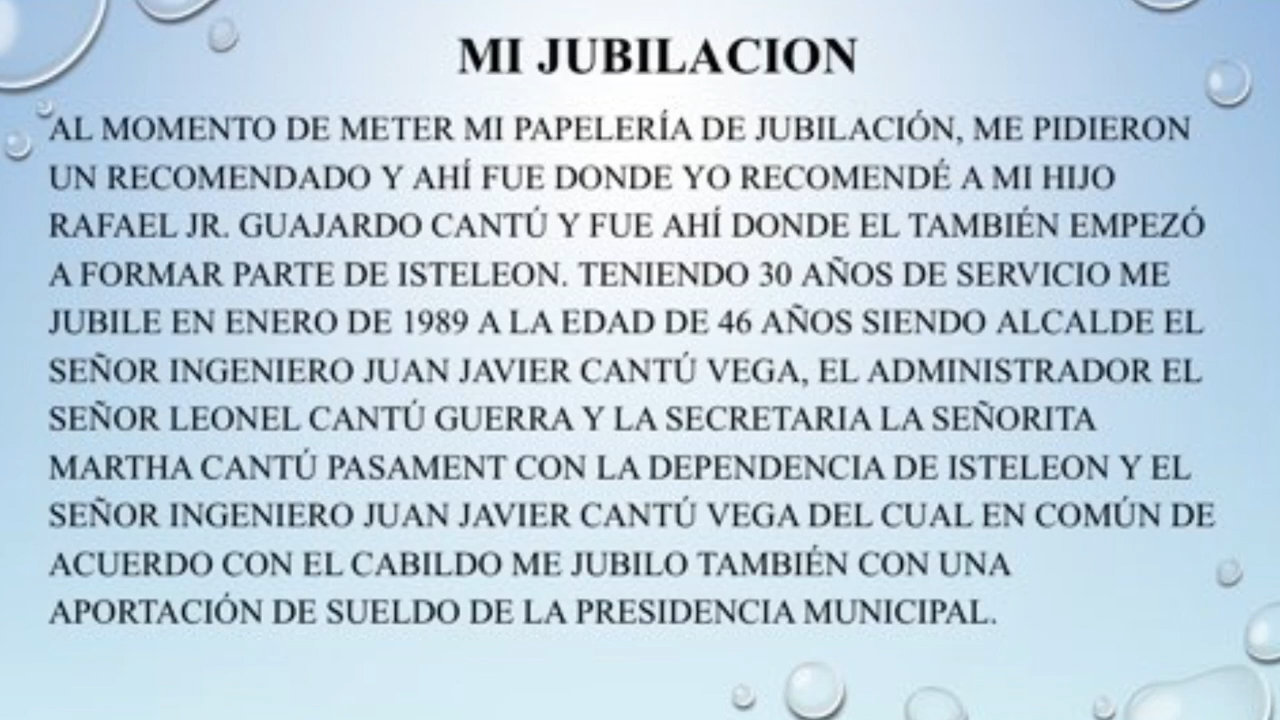 MI JUBILACION
AL MOMENTO DE METER MI PAPELERÍA DE JUBILACIÓN, ME PIDIERON
UN RECOMENDADO Y AHÍ FUE DONDE YO RECOMENDÉ A MI HIJO
RAFAEL JR. GUAJARDO CANTÚ Y FUE AHÍ DONDE EL TAMBIÉN EMPEZÓ
A FORMAR PARTE DE ISTELEON. TENIENDO 30 AÑOS DE SERVICIO ME
JUBILE EN ENERO DE 1989 A LA EDAD DE 46 AÑOS SIENDO ALCALDE EL
SEÑOR INGENIERO JUAN JAVIER CANTÚ VEGA, EL ADMINISTRADOR EL
SEÑOR LEONEL CANTÚ GUERRA Y LA SECRETARIA LA SEÑORITA
MARTHA CANTÚ PASAMENT CON LA DEPENDENCIA DE ISTELEON Y EL
SEÑOR INGENIERO JUAN JAVIER CANTÚ VEGA DEL CUAL EN COMÚN DE
ACUERDO CON EL CABILDO ME JUBILO TAMBIÉN CON UNA
APORTACIÓN DE SUELDO DE LA PRESIDENCIA MUNICIPAL.